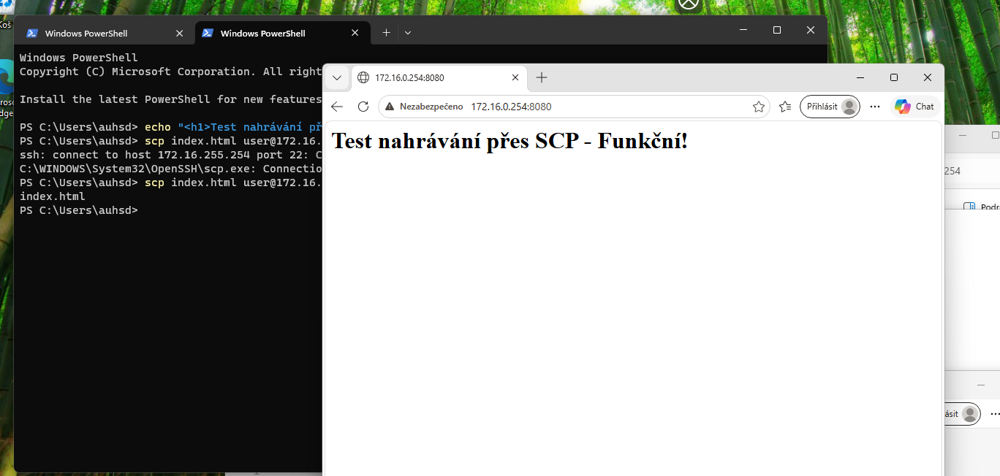 Koš
Windows PowerShell
Windows PowerShell
Windows PowerShell
Copyright (C) Microsoft Corporation. All right
Install the latest PowerShell for new features
PS C:\Users\auhsd> echo "<h1>Test nahrávání př
PS C:\Users\auhsd> scp index.html user@172.16.
ssh: connect to host 172.16.255.254 port 22: C
C:\WINDOWS\System32\OpenSSH\scp.exe: Connectio
PS C:\Users\auhsd> scp index.html user@172.16.
index.html
PS C:\Users\auhsd>
172.16.0.254:8080
Nezabezpečeno 172.16.0.254:8080
Přihlásit
Chat
Test nahrávání přes SCP - Funkční!
254
Podr
ásit